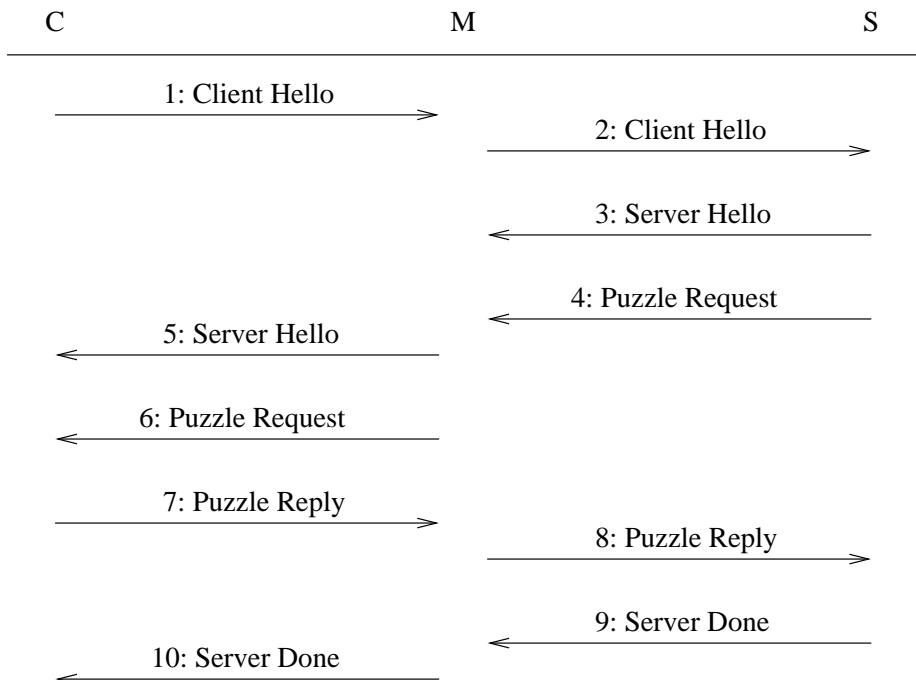 C M S
1: Client Hello
2: Client Hello
3: Server Hello
4: Puzzle Request
5: Server Hello
6: Puzzle Request
7: Puzzle Reply
8: Puzzle Reply
9: Server Done
10: Server Done